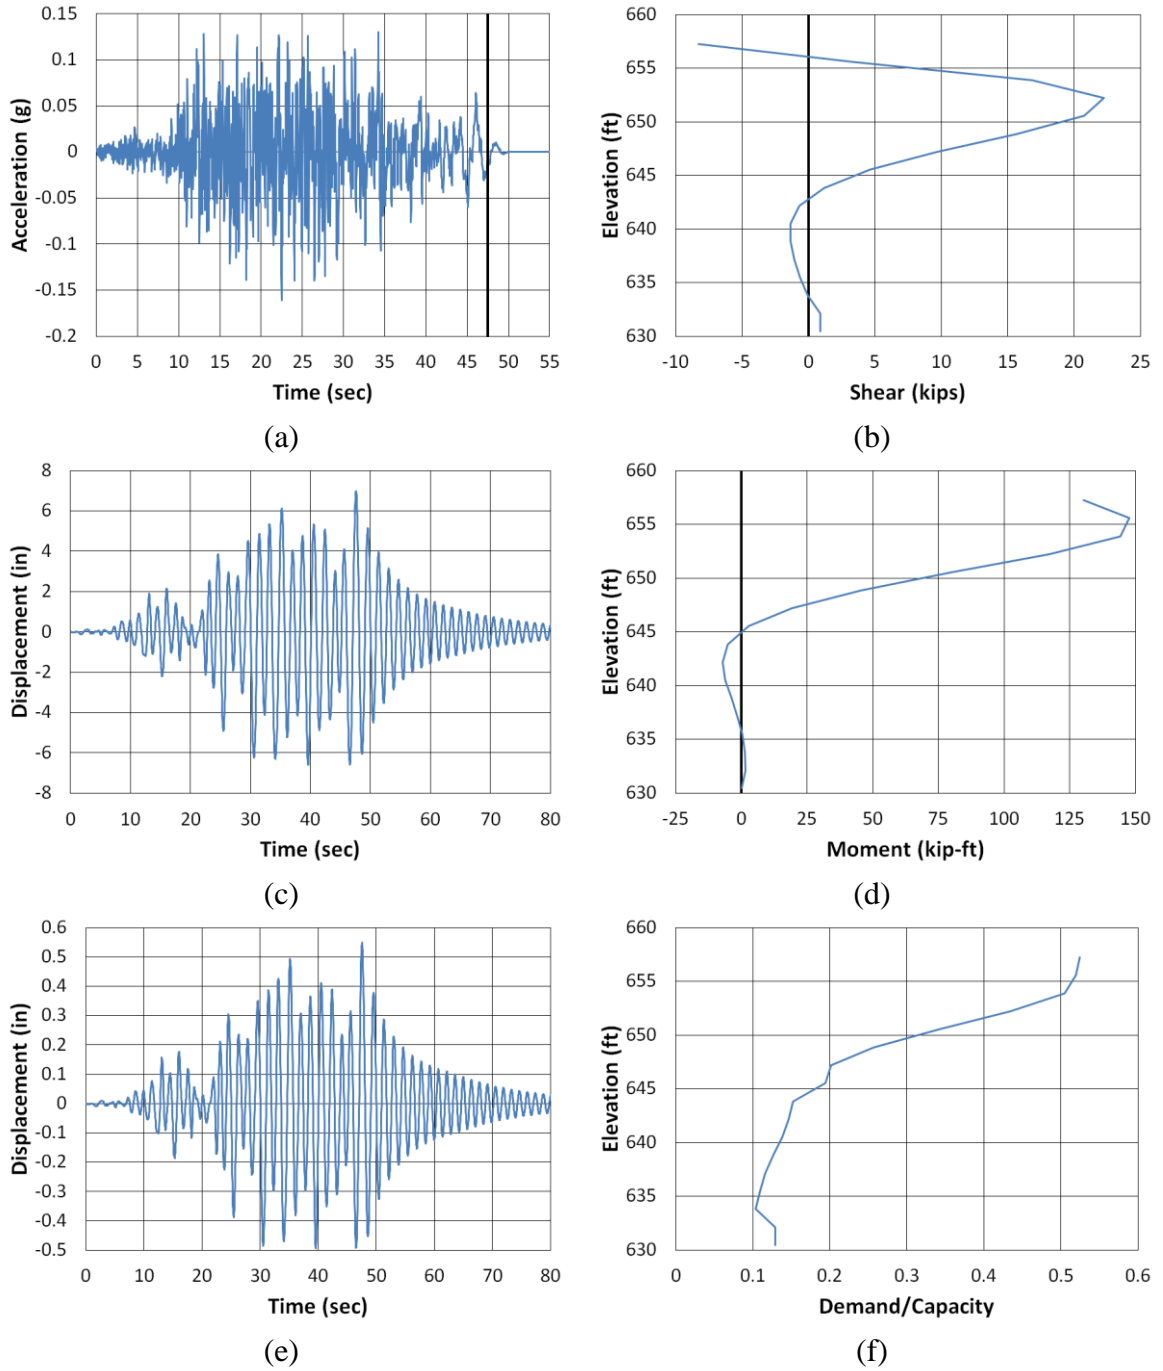 0.15
0.1
0.05
0
-0.05
-0.1
-0.15
-0.2
Acceleration (g)
0 5 10 15 20 25 30 35 40 45 50 55
Time (sec)
(a)
660
655
650
645
640
635
630
Elevation (ft)
-10 -5 0 5 10 15 20 25
Shear (kips)
(b)
8
6
4
2
0
-2
-4
-6
-8
Displacement (in)
0 10 20 30 40 50 60 70 80
Time (sec)
(c)
660
655
650
645
640
635
630
Elevation (ft)
-25 0 25 50 75 100 125 150
Moment (kip-ft)
(d)
0.6
0.5
0.4
0.3
0.2
0.1
0
-0.1
-0.2
-0.3
-0.4
-0.5
Displacement (in)
0 10 20 30 40 50 60 70 80
Time (sec)
(e)
660
655
650
645
640
635
630
Elevation (ft)
0 0.1 0.2 0.3 0.4 0.5 0.6
Demand/Capacity
(f)